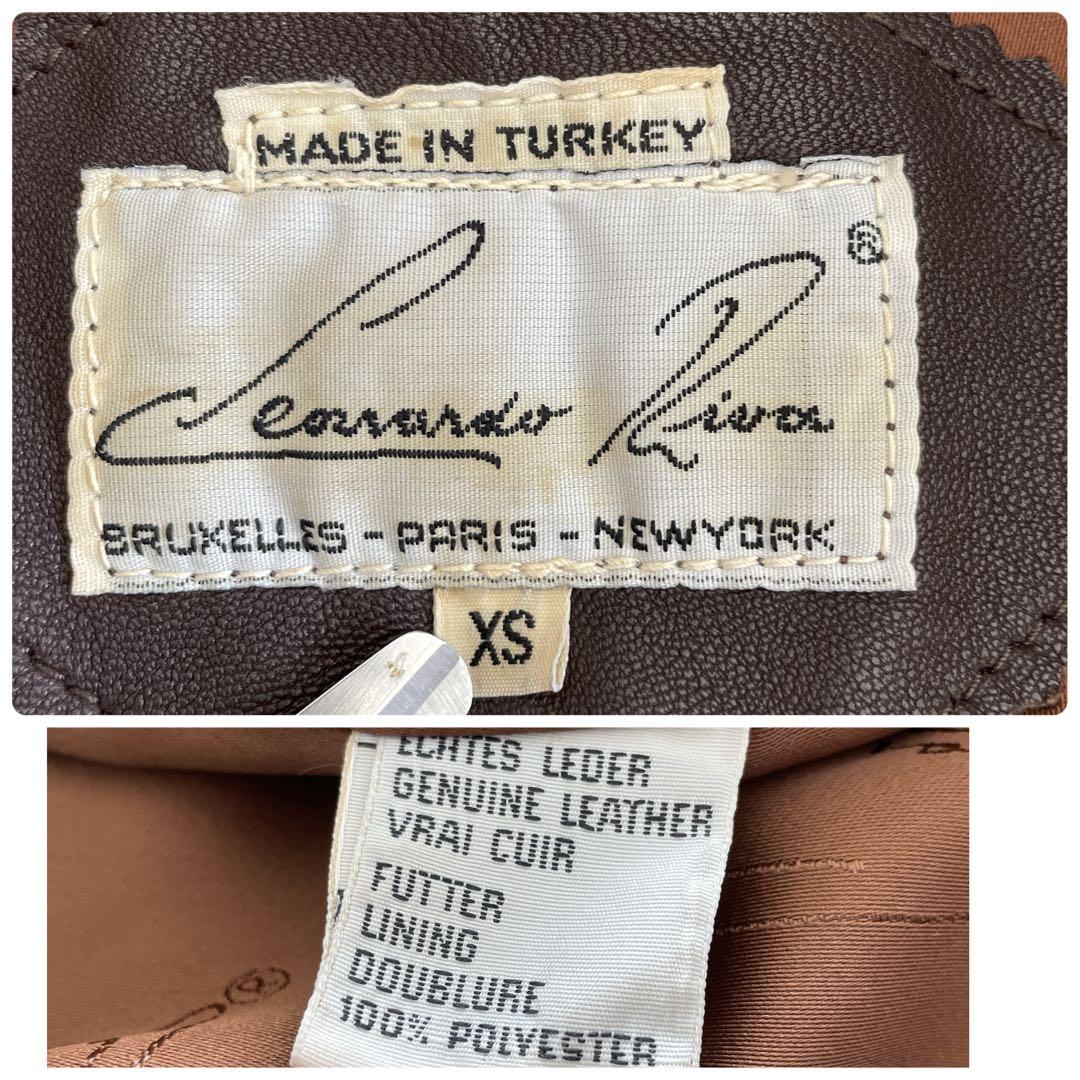 MADE IN TURKEY
Leonardo Riva ®
BRUXELLES - PARIS - NEWYORK
XS
ECHTES LEDER
GENUINE LEATHER
VRAI CUIR
FUTTER
LINING
DOUBLURE
100% POLYESTER
®